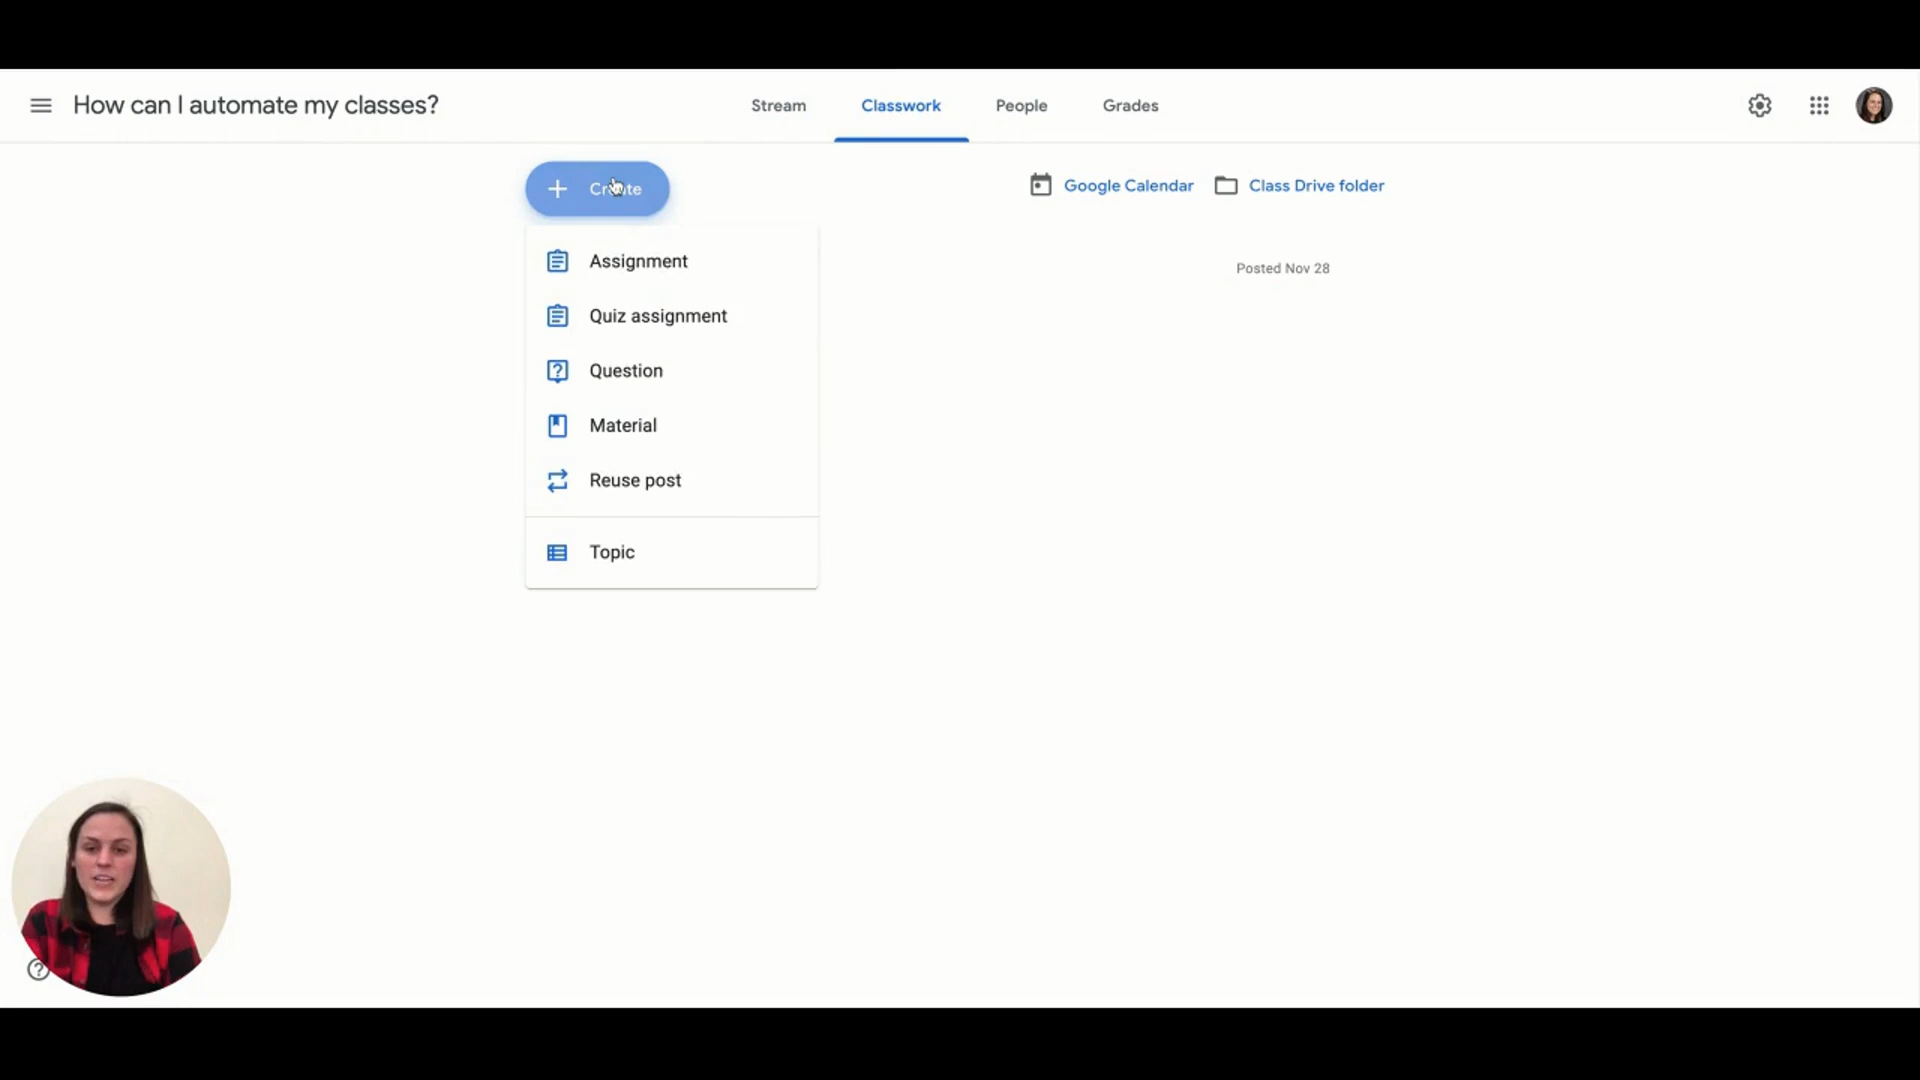 How can I automate my classes?
Stream
Classwork
People
Grades
Create
Google Calendar
Class Drive folder
Assignment
Posted Nov 28
Quiz assignment
Question
Material
Reuse post
Topic